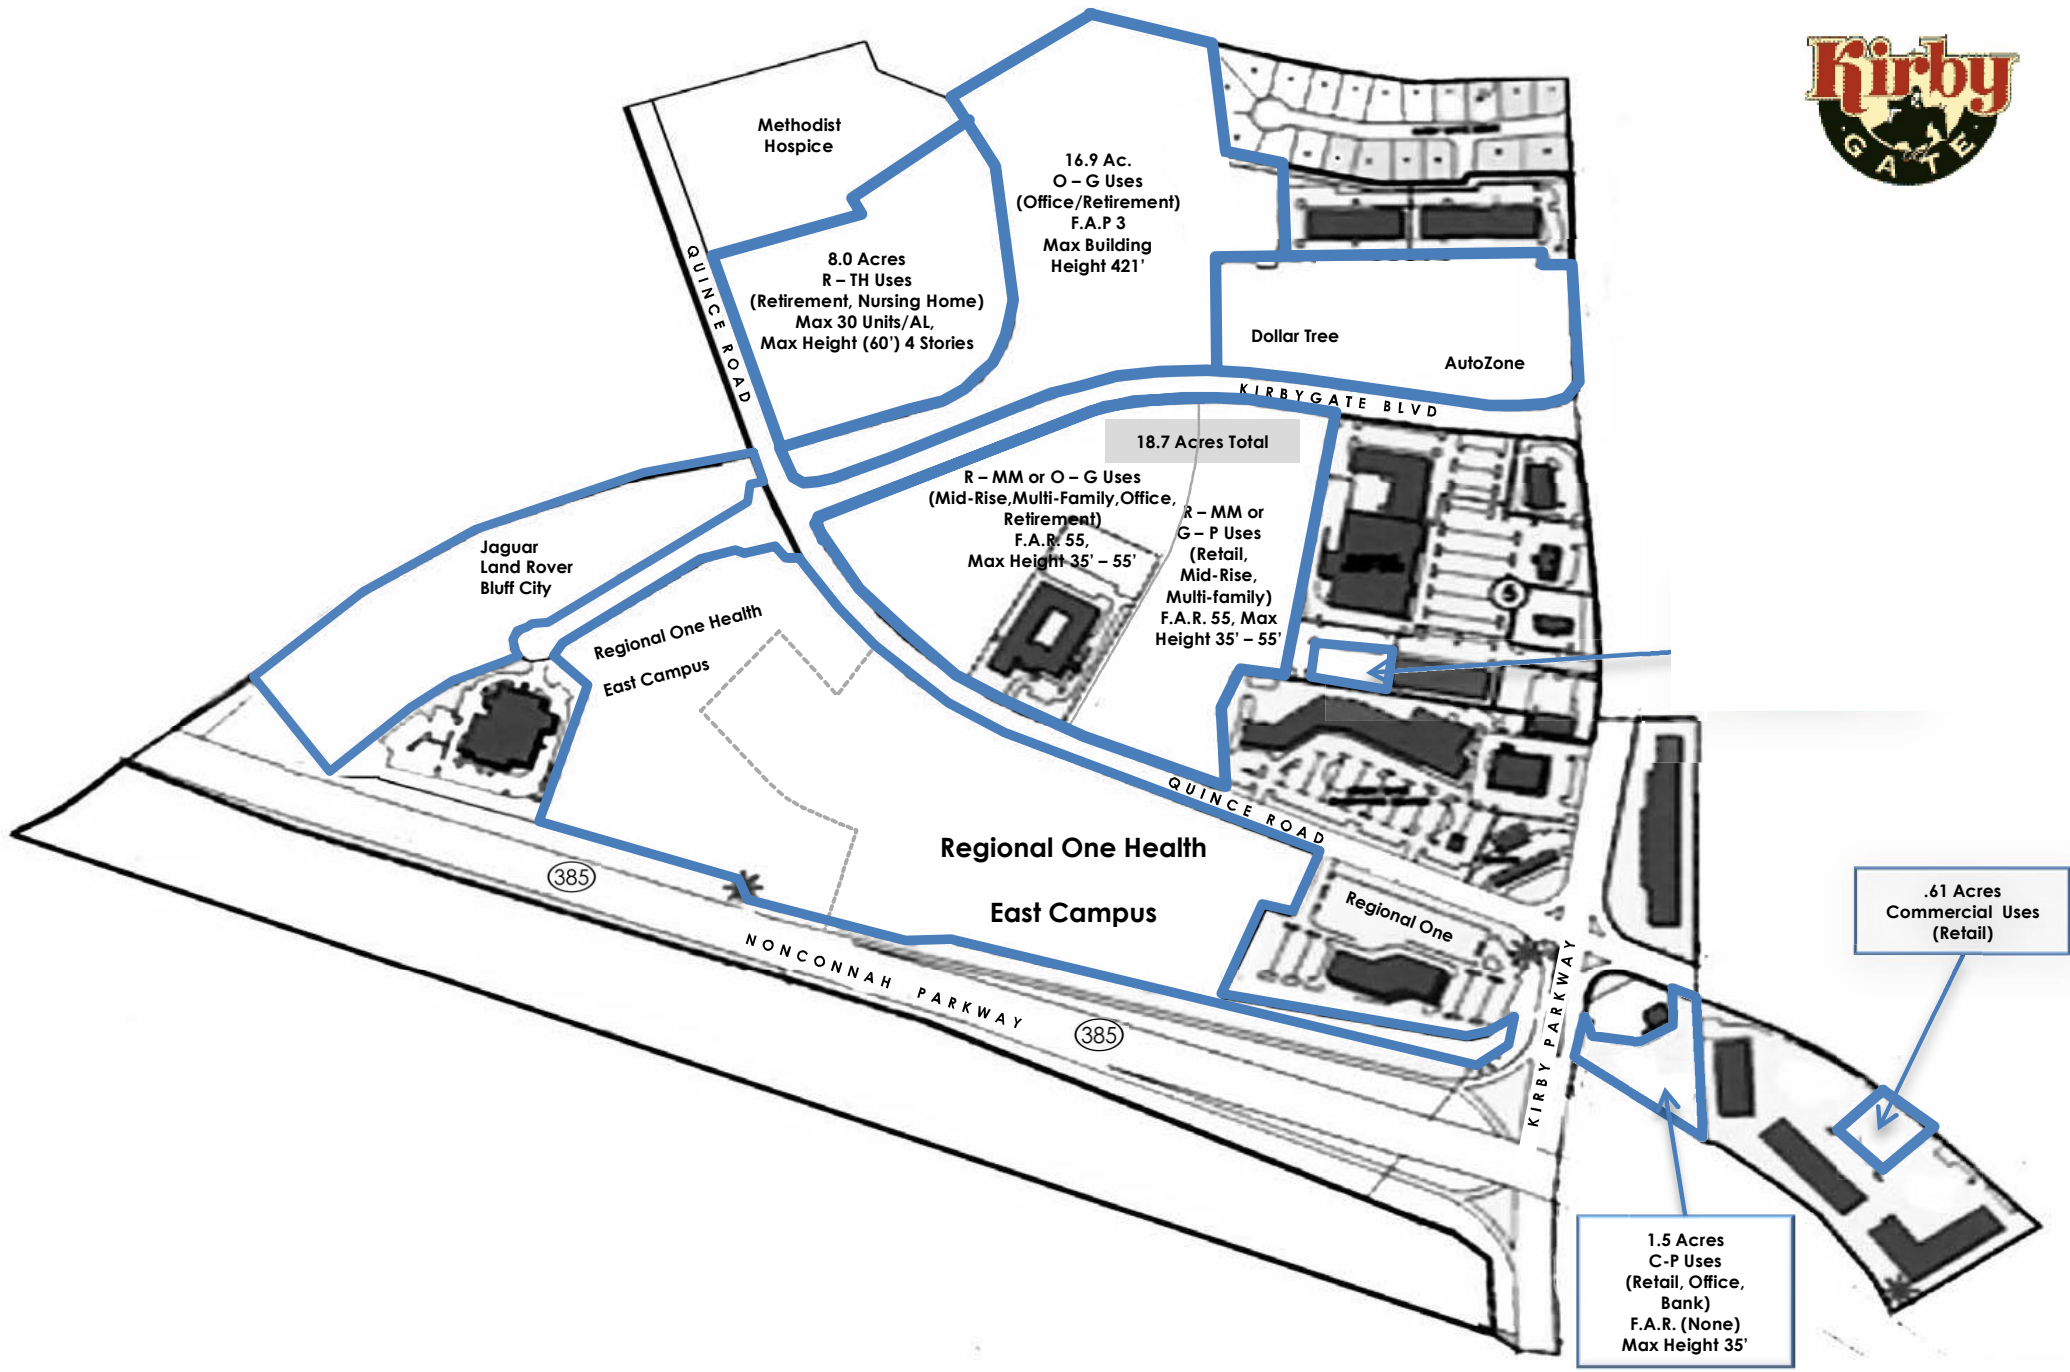 Kirby
GATE
Methodist
Hospice
16.9 Ac.
O – G Uses
(Office/Retirement)
F.A.P 3
Max Building
Height 421’
8.0 Acres
R – TH Uses
(Retirement, Nursing Home)
Max 30 Units/AL,
Max Height (60’) 4 Stories
QUINCE ROAD
Dollar Tree
AutoZone
KIRBYGATE BLVD
18.7 Acres Total
R – MM or O – G Uses
(Mid-Rise,Multi-Family,Office,
Retirement)
F.A.R. 55,
Max Height 35’ – 55’
R – MM or
G – P Uses
(Retail,
Mid-Rise,
Multi-family)
F.A.R. 55, Max
Height 35’ – 55’
Jaguar
Land Rover
Bluff City
Regional One Health
East Campus
QUINCE ROAD
Regional One Health
East Campus
Regional One
385
NONCONNAH PARKWAY
385
KIRBY PARKWAY
KIRBY PARKWAY
.61 Acres
Commercial Uses
(Retail)
1.5 Acres
C-P Uses
(Retail, Office,
Bank)
F.A.R. (None)
Max Height 35’